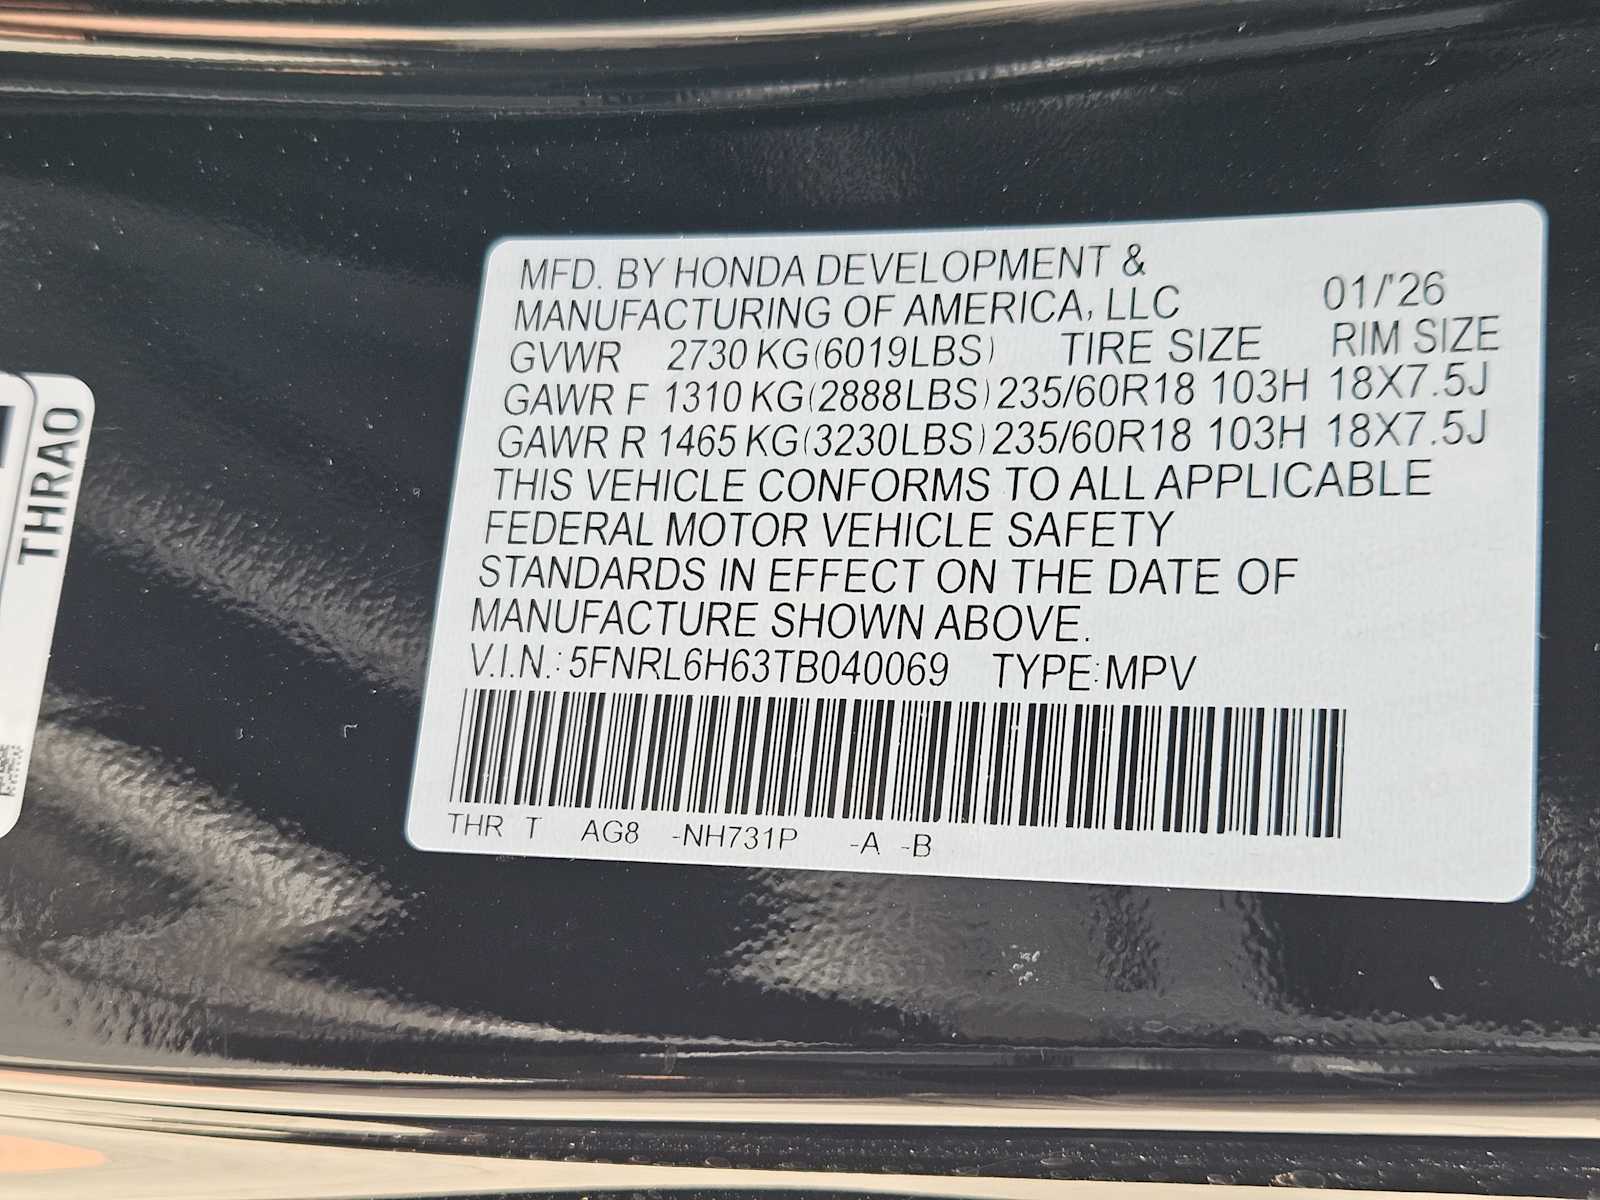 MFD. BY HONDA DEVELOPMENT &
MANUFACTURING OF AMERICA, LLC 01/'26
GVWR 2730 KG(6019LBS) TIRE SIZE RIM SIZE
GAWR F 1310 KG(2888LBS) 235/60R18 103H 18X7.5J
GAWR R 1465 KG(3230LBS) 235/60R18 103H 18X7.5J
THIS VEHICLE CONFORMS TO ALL APPLICABLE
FEDERAL MOTOR VEHICLE SAFETY
STANDARDS IN EFFECT ON THE DATE OF
MANUFACTURE SHOWN ABOVE.
V.I.N.: 5FNRL6H63TB040069 TYPE: MPV
THR T AG8 -NH731P -A -B
THRA0